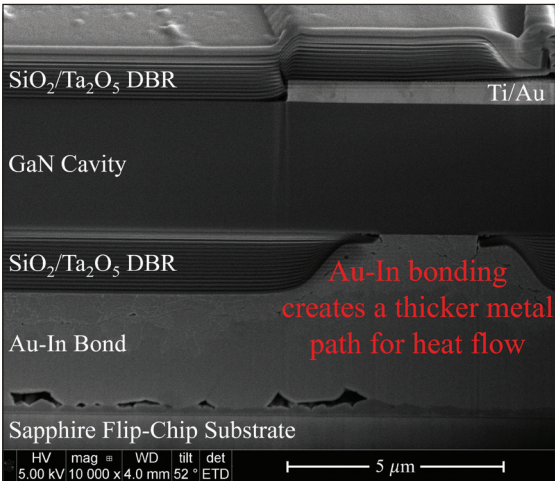 SiO₂/Ta₂O₅ DBR
Ti/Au
GaN Cavity
SiO₂/Ta₂O₅ DBR
Au-In bonding
creates a thicker metal
path for heat flow
Au-In Bond
Sapphire Flip-Chip Substrate
HV mag ⊞ WD tilt det
5.00 kV 10 000 x 4.0 mm 52 ° ETD
5 µm